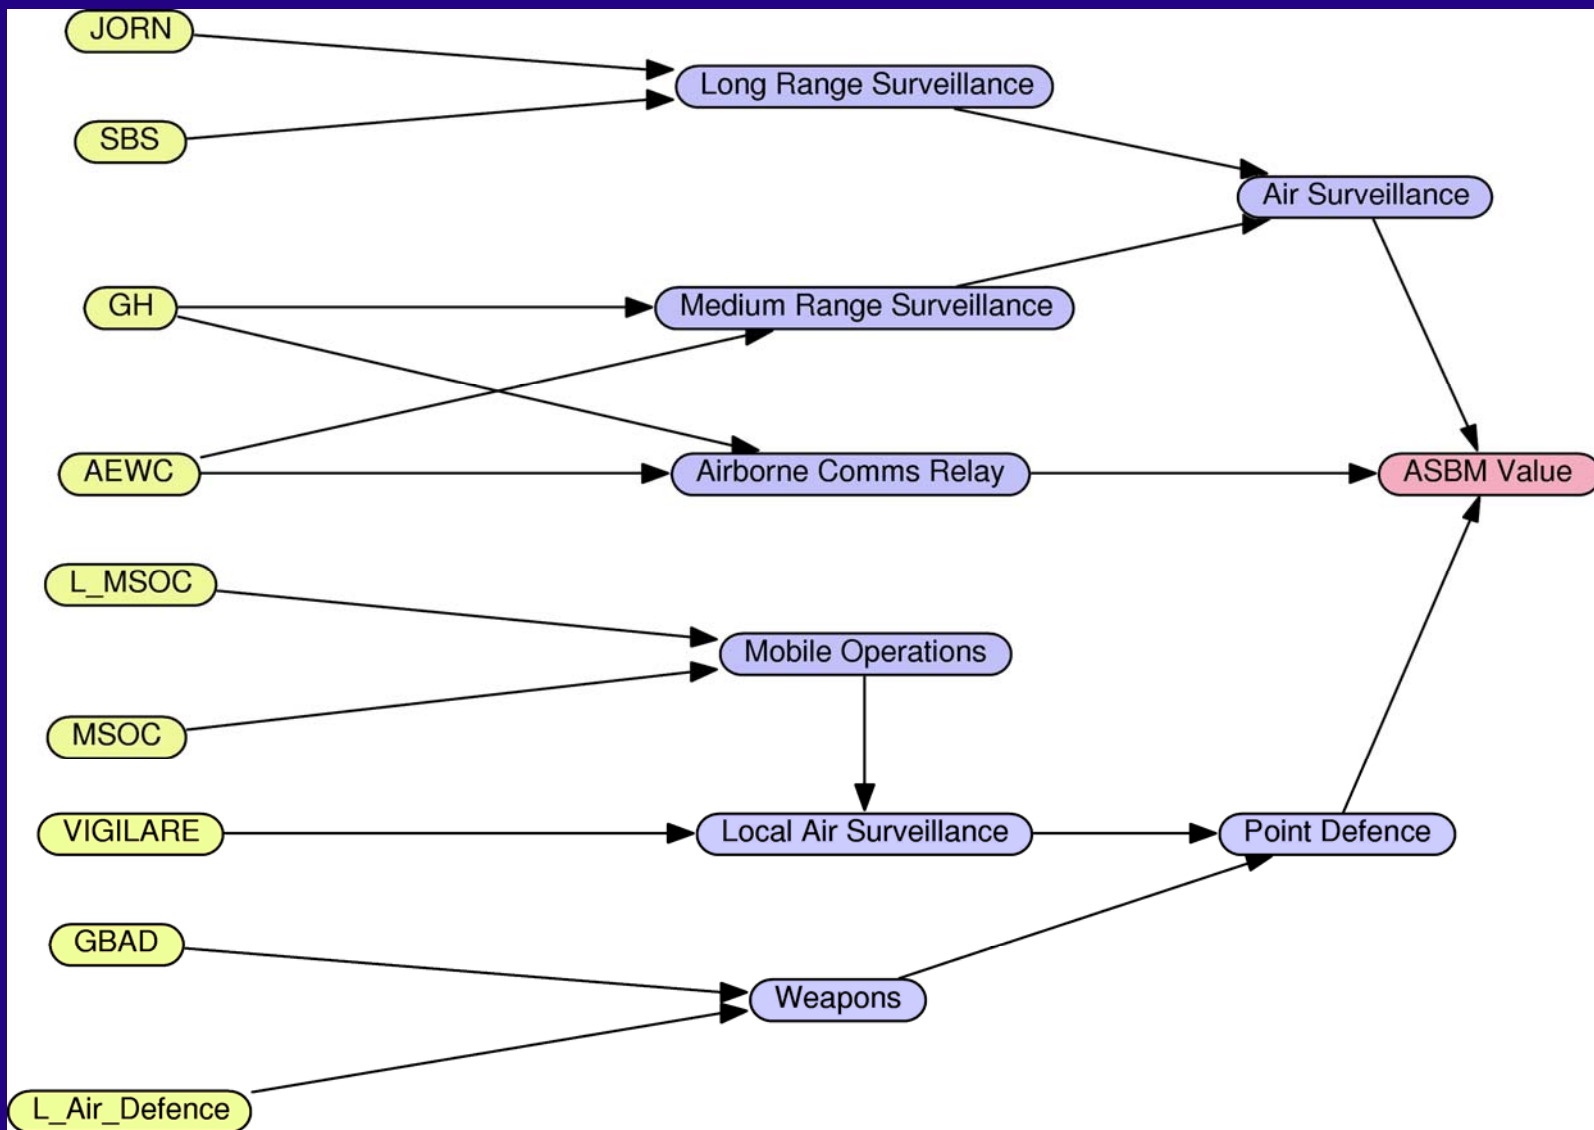 JORN
Long Range Surveillance
SBS
Air Surveillance
GH
Medium Range Surveillance
AEWC
Airborne Comms Relay
ASBM Value
L_MSOC
Mobile Operations
MSOC
VIGILARE
Local Air Surveillance
Point Defence
GBAD
Weapons
L_Air_Defence